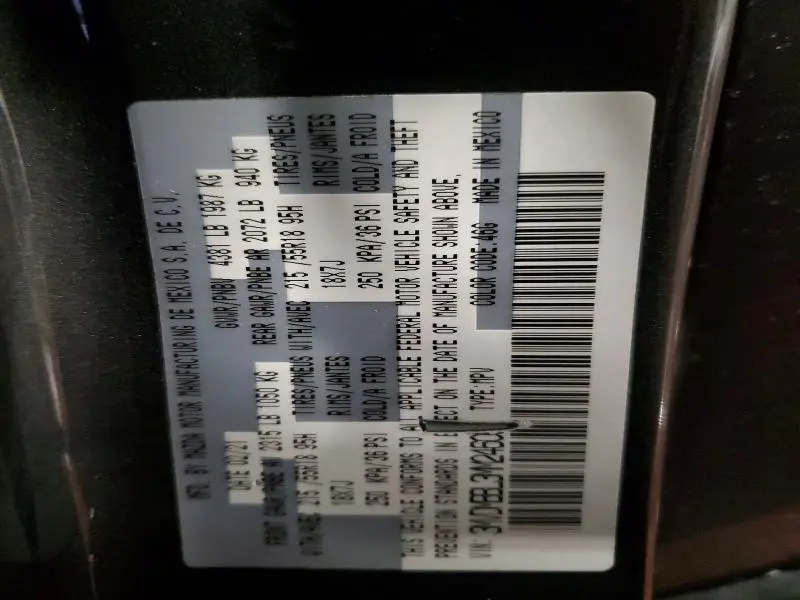 MFD. BY MAZDA MOTOR MANUFACTURING DE MEXICO S.A. DE C.V.
DATE 02/21 GVWR/PNBV 4381 LB 1987 KG
FRONT GAWR/PNBE AV 2315 LB 1050 KG REAR GAWR/PNBE AR 2072 LB 940 KG
WITH/AVEC 215 /55R18 95H TIRES/PNEUS WITH/AVEC 215 /55R18 95H TIRES/PNEUS
18X7J RIMS/JANTES 18X7J RIMS/JANTES
250 KPA/36 PSI COLD/A FROID 250 KPA/36 PSI COLD/A FROID
THIS VEHICLE CONFORMS TO ALL APPLICABLE FEDERAL MOTOR VEHICLE SAFETY AND THEFT
PREVENTION STANDARDS IN EFFECT ON THE DATE OF MANUFACTURE SHOWN ABOVE.
VIN: TYPE:MPV COLOR CODE:46G MADE IN MEXICO